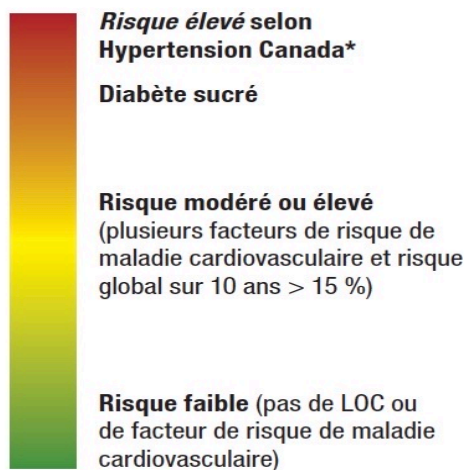 Risque élevé selon
Hypertension Canada*
Diabète sucré
Risque modéré ou élevé
(plusieurs facteurs de risque de
maladie cardiovasculaire et risque
global sur 10 ans > 15 %)
Risque faible (pas de LOC ou
de facteur de risque de maladie
cardiovasculaire)